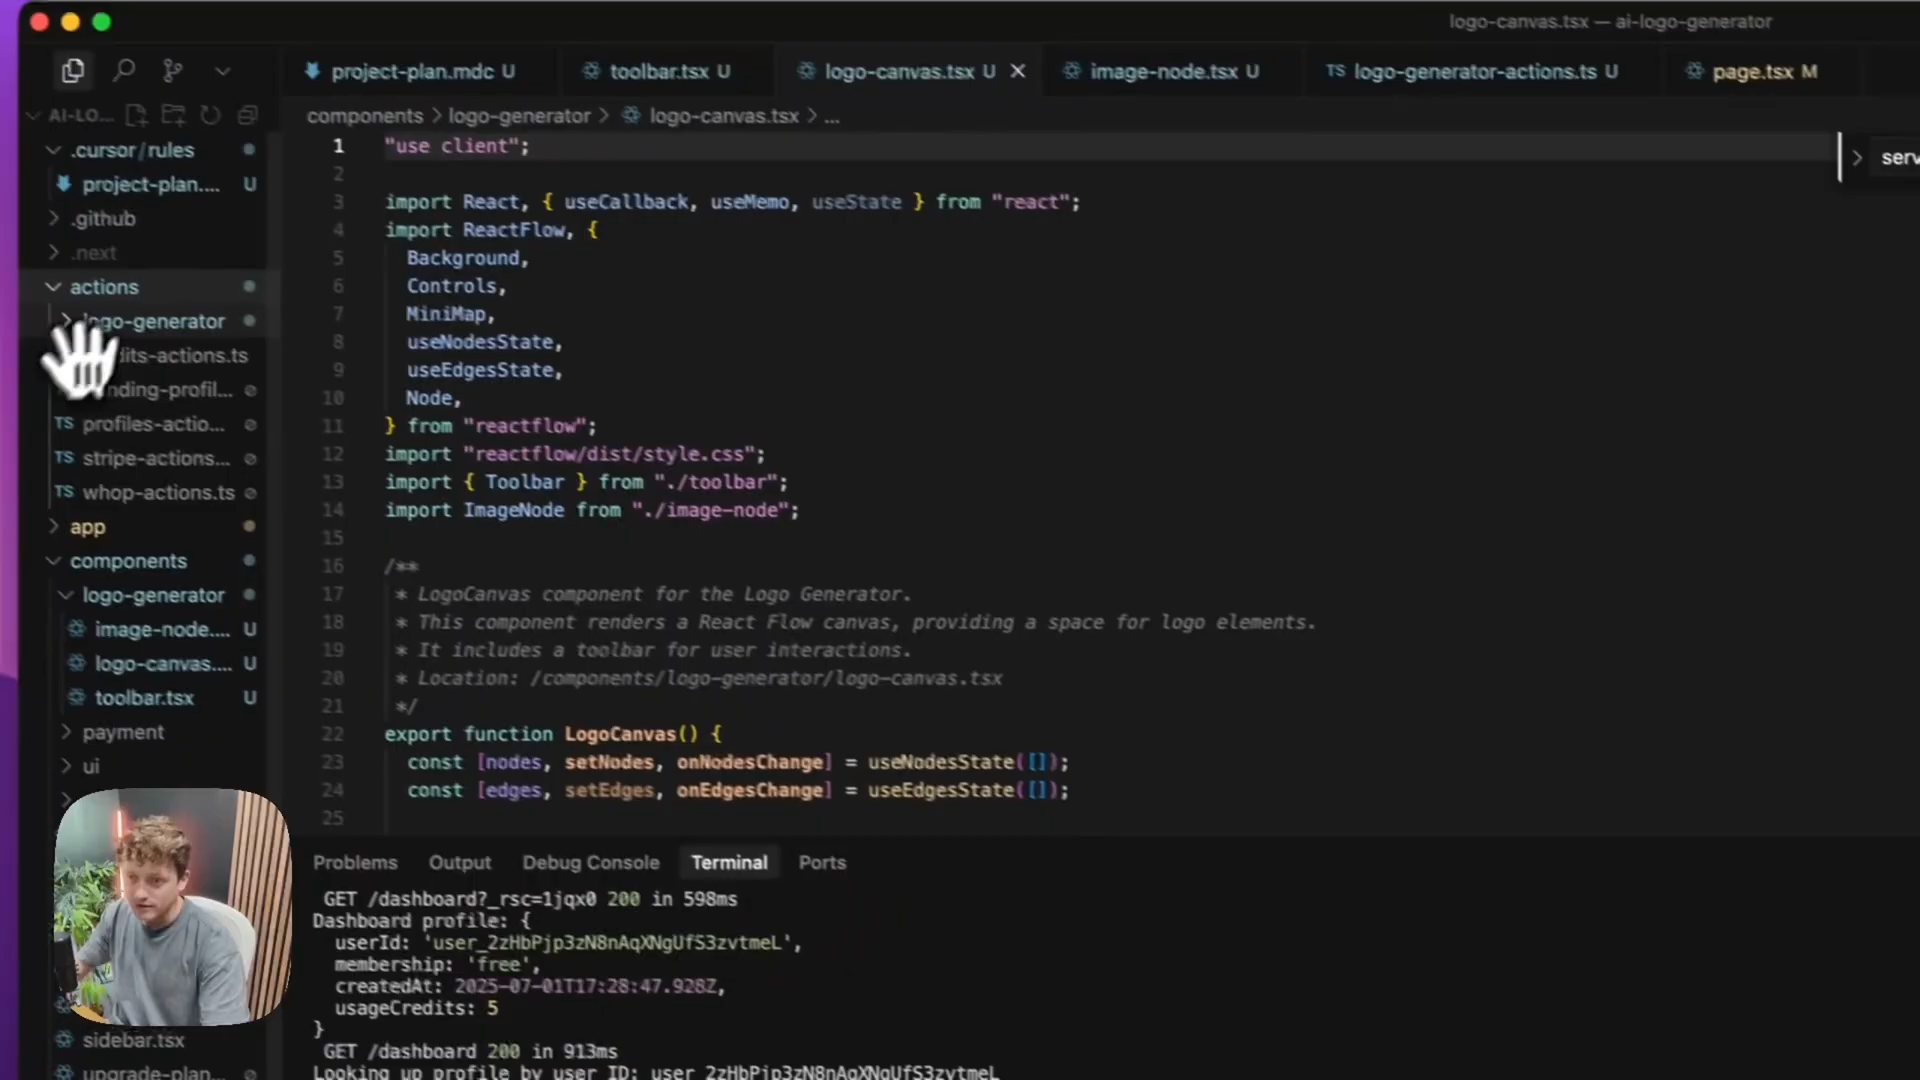 logo-canvas.tsx — ai-logo-generator
project-plan.mdc U
toolbar.tsx U
logo-canvas.tsx U
image-node.tsx U
TS logo-generator-actions.ts U
page.tsx M
AI-LO...
components > logo-generator > logo-canvas.tsx > ...
.cursor/rules
project-plan.... U
.github
.next
actions
logo-generator
dits-actions.ts
nding-profil...
TS profiles-actio...
TS stripe-actions...
TS whop-actions.ts
app
components
logo-generator
image-node.... U
logo-canvas.... U
toolbar.tsx U
payment
ui
sidebar.tsx
upgrade-plan...
1 "use client";
2
3 import React, { useCallback, useMemo, useState } from "react";
4 import ReactFlow, {
5 Background,
6 Controls,
7 MiniMap,
8 useNodesState,
9 useEdgesState,
10 Node,
11 } from "reactflow";
12 import "reactflow/dist/style.css";
13 import { Toolbar } from "./toolbar";
14 import ImageNode from "./image-node";
15
16 /**
17 * LogoCanvas component for the Logo Generator.
18 * This component renders a React Flow canvas, providing a space for logo elements.
19 * It includes a toolbar for user interactions.
20 * Location: /components/logo-generator/logo-canvas.tsx
21 */
22 export function LogoCanvas() {
23 const [nodes, setNodes, onNodesChange] = useNodesState([]);
24 const [edges, setEdges, onEdgesChange] = useEdgesState([]);
25
serv
Problems Output Debug Console Terminal Ports
GET /dashboard?_rsc=1jqx0 200 in 598ms
Dashboard profile: {
userId: 'user_2zHbPjp3zN8nAqXNgUfS3zvtmeL',
membership: 'free',
createdAt: 2025-07-01T17:28:47.928Z,
usageCredits: 5
}
GET /dashboard 200 in 913ms
Looking up profile by user ID: user_2zHbPjp3zN8nAqXNgUfS3zvtmeL